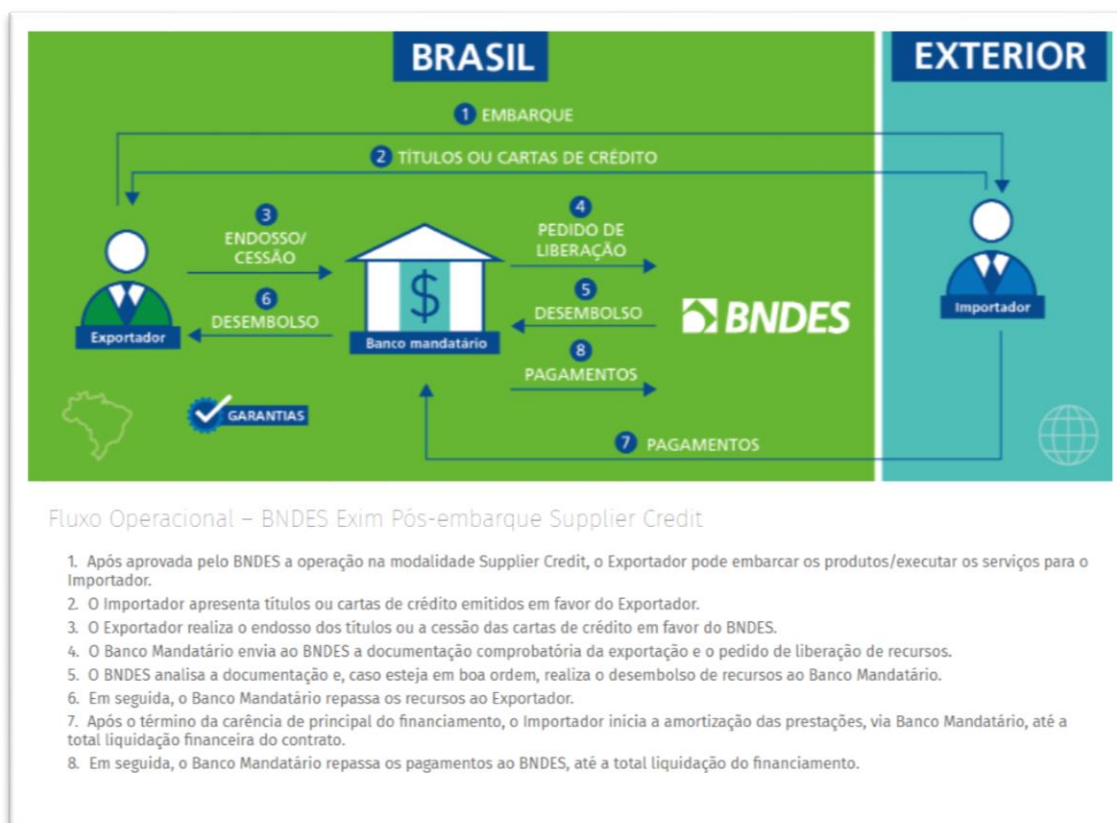 BRASIL
EXTERIOR
1 EMBARQUE
2 TÍTULOS OU CARTAS DE CRÉDITO
3
ENDOSSO/
CESSÃO
4
PEDIDO DE
LIBERAÇÃO
6
DESEMBOLSO
5
DESEMBOLSO
$
BNDES
Exportador
Banco mandatário
Importador
8
PAGAMENTOS
GARANTIAS
7 PAGAMENTOS
Fluxo Operacional – BNDES Exim Pós-embarque Supplier Credit
1. Após aprovada pelo BNDES a operação na modalidade Supplier Credit, o Exportador pode embarcar os produtos/executar os serviços para o
Importador.
2. O Importador apresenta títulos ou cartas de crédito emitidos em favor do Exportador.
3. O Exportador realiza o endosso dos títulos ou a cessão das cartas de crédito em favor do BNDES.
4. O Banco Mandatário envia ao BNDES a documentação comprobatória da exportação e o pedido de liberação de recursos.
5. O BNDES analisa a documentação e, caso esteja em boa ordem, realiza o desembolso de recursos ao Banco Mandatário.
6. Em seguida, o Banco Mandatário repassa os recursos ao Exportador.
7. Após o término da carência de principal do financiamento, o Importador inicia a amortização das prestações, via Banco Mandatário, até a
total liquidação financeira do contrato.
8. Em seguida, o Banco Mandatário repassa os pagamentos ao BNDES, até a total liquidação do financiamento.